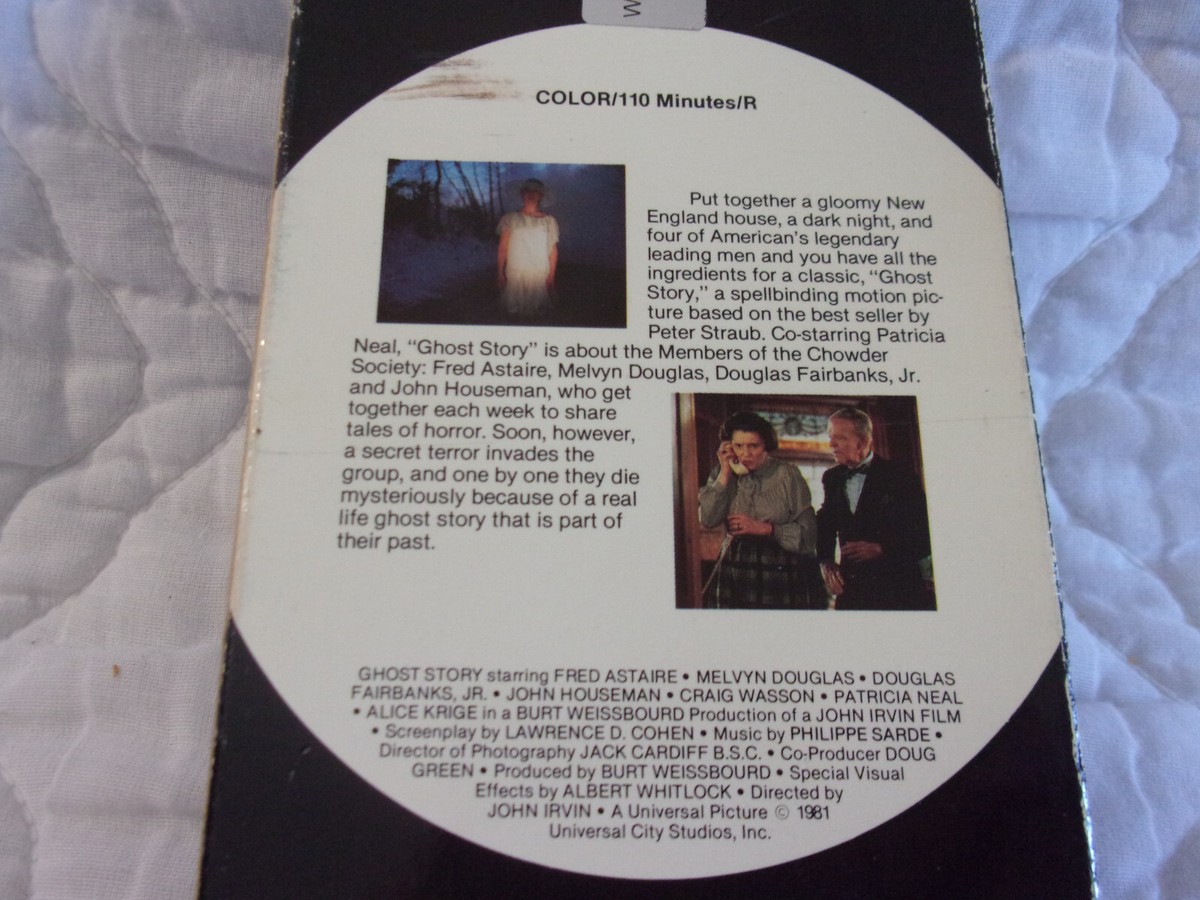 W
COLOR/110 Minutes/R
Put together a gloomy New
England house, a dark night, and
four of American's legendary
leading men and you have all the
ingredients for a classic, "Ghost
Story," a spellbinding motion pic-
ture based on the best seller by
Peter Straub. Co-starring Patricia
Neal, "Ghost Story" is about the Members of the Chowder
Society: Fred Astaire, Melvyn Douglas, Douglas Fairbanks, Jr.
and John Houseman, who get
together each week to share
tales of horror. Soon, however,
a secret terror invades the
group, and one by one they die
mysteriously because of a real
life ghost story that is part of
their past.
GHOST STORY starring FRED ASTAIRE • MELVYN DOUGLAS • DOUGLAS
FAIRBANKS, JR. • JOHN HOUSEMAN • CRAIG WASSON • PATRICIA NEAL
• ALICE KRIGE in a BURT WEISSBOURD Production of a JOHN IRVIN FILM
• Screenplay by LAWRENCE D. COHEN • Music by PHILIPPE SARDE •
Director of Photography JACK CARDIFF B.S.C. • Co-Producer DOUG
GREEN • Produced by BURT WEISSBOURD • Special Visual
Effects by ALBERT WHITLOCK • Directed by
JOHN IRVIN • A Universal Picture © 1981
Universal City Studios, Inc.